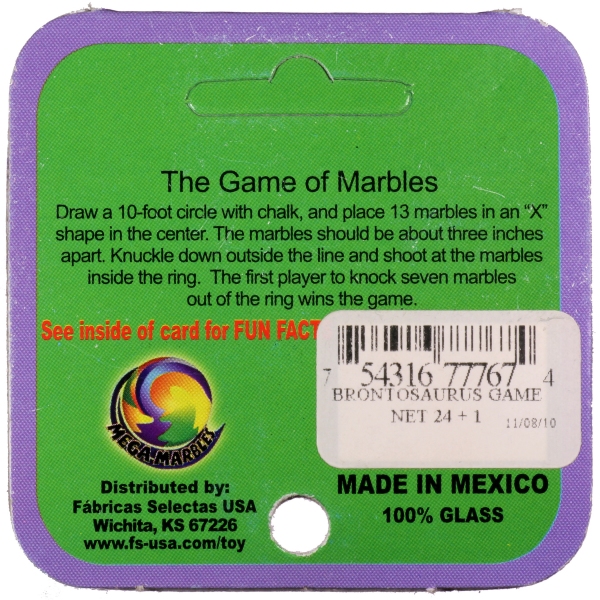 The Game of Marbles
Draw a 10-foot circle with chalk, and place 13 marbles in an “X”
shape in the center. The marbles should be about three inches
apart. Knuckle down outside the line and shoot at the marbles
inside the ring. The first player to knock seven marbles
out of the ring wins the game.
See inside of card for FUN FACT
7 54316 77767 4
BRONTOSAURUS GAME
NET 24 + 1
11/08/10
MEGA-MARBLES
Distributed by:
Fábricas Selectas USA
Wichita, KS 67226
www.fs-usa.com/toy
MADE IN MEXICO
100% GLASS